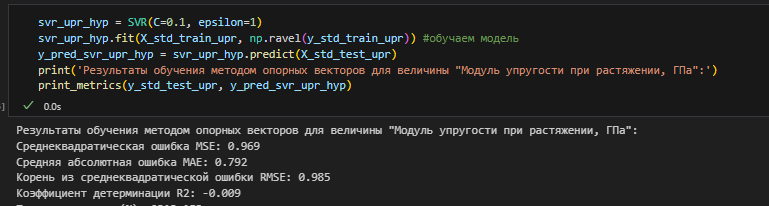 svr_upr_hyp = SVR(C=0.1, epsilon=1)
svr_upr_hyp.fit(X_std_train_upr, np.ravel(y_std_train_upr)) #обучаем модель
y_pred_svr_upr_hyp = svr_upr_hyp.predict(X_std_test_upr)
print('Результаты обучения методом опорных векторов для величины "Модуль упругости при растяжении, ГПа":')
print_metrics(y_std_test_upr, y_pred_svr_upr_hyp)
0.0s
Результаты обучения методом опорных векторов для величины "Модуль упругости при растяжении, ГПа":
Среднеквадратическая ошибка MSE: 0.969
Средняя абсолютная ошибка MAE: 0.792
Корень из среднеквадратической ошибки RMSE: 0.985
Коэффициент детерминации R2: -0.009